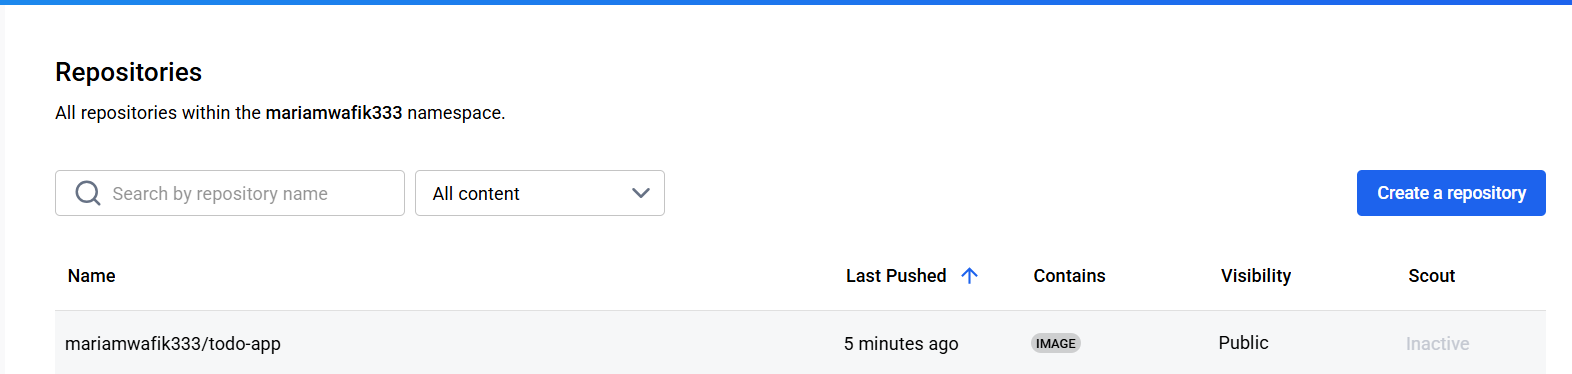 Repositories
All repositories within the mariamwafik333 namespace.
Search by repository name
All content
Create a repository
Name Last Pushed Contains Visibility Scout
mariamwafik333/todo-app 5 minutes ago IMAGE Public Inactive